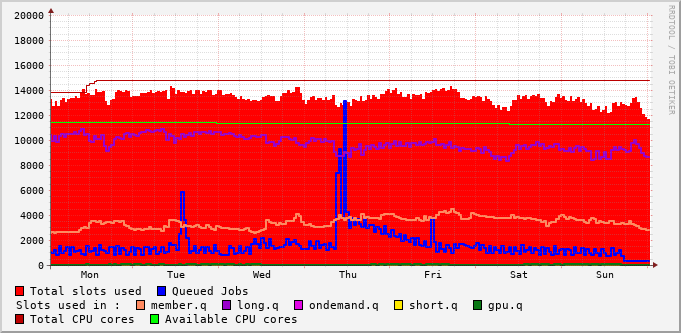 RRDTOOL / TOBI OETIKER
20000
18000
16000
14000
12000
10000
8000
6000
4000
2000
0
Mon Tue Wed Thu Fri Sat Sun
Total slots used Queued Jobs
Slots used in : member.q long.q ondemand.q short.q gpu.q
Total CPU cores Available CPU cores